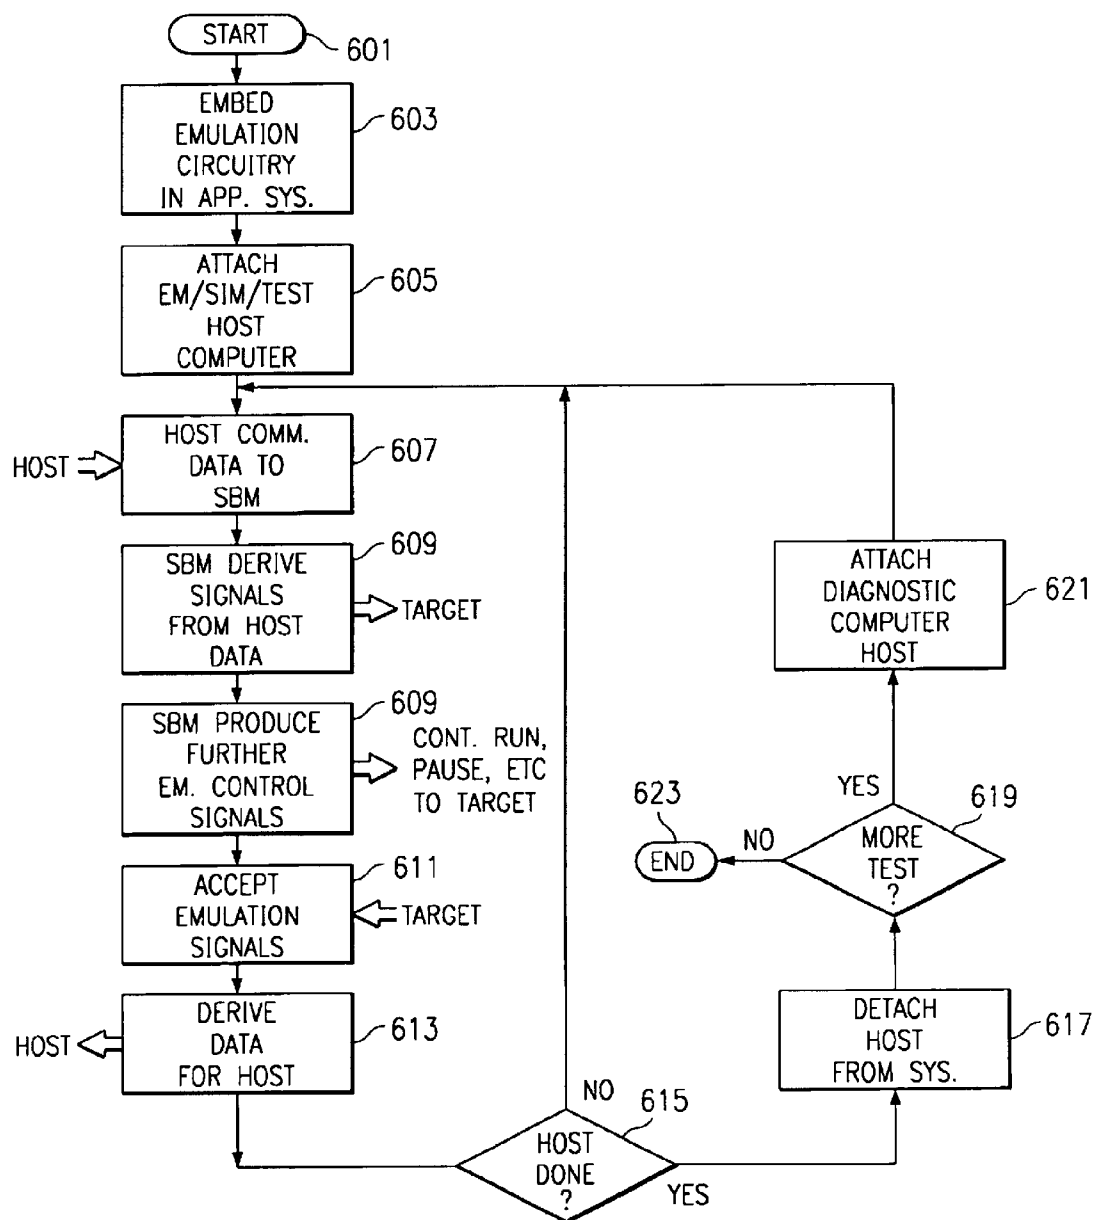 START
601
EMBED
EMULATION
CIRCUITRY
IN APP. SYS.
603
ATTACH
EM/SIM/TEST
HOST
COMPUTER
605
HOST
HOST COMM.
DATA TO
SBM
607
609
SBM DERIVE
SIGNALS
FROM HOST
DATA
TARGET
609
SBM PRODUCE
FURTHER
EM. CONTROL
SIGNALS
CONT. RUN,
PAUSE, ETC
TO TARGET
611
ACCEPT
EMULATION
SIGNALS
TARGET
HOST
DERIVE
DATA
FOR HOST
613
NO
615
HOST
DONE
?
YES
DETACH
HOST
FROM SYS.
617
619
MORE
TEST
?
NO
623
END
YES
ATTACH
DIAGNOSTIC
COMPUTER
HOST
621